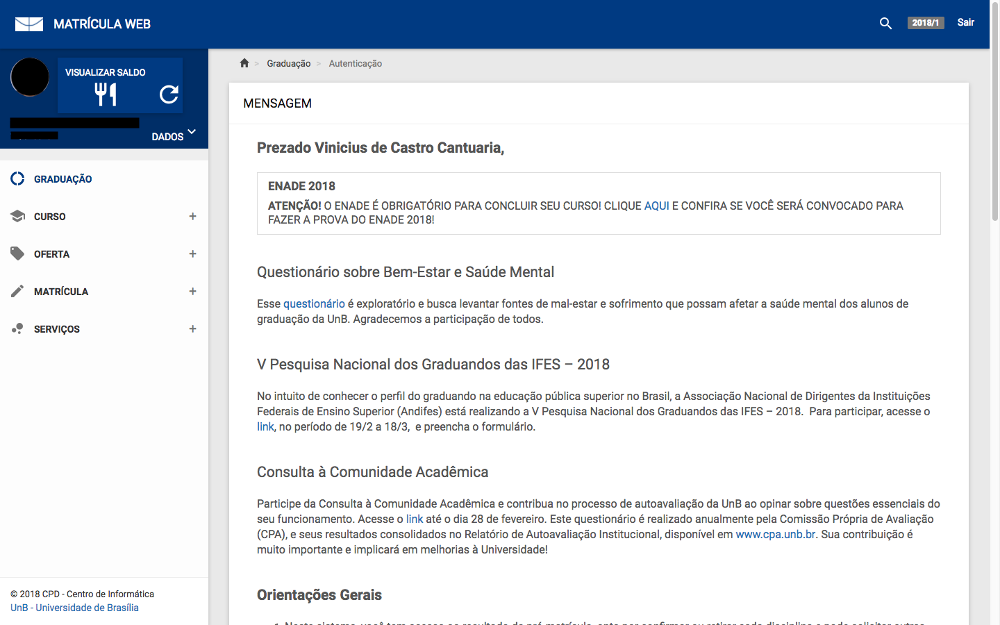 MATRÍCULA WEB
2018/1
Sair
VISUALIZAR SALDO
DADOS
GRADUAÇÃO
CURSO +
OFERTA +
MATRÍCULA +
SERVIÇOS +
© 2018 CPD - Centro de Informática
UnB - Universidade de Brasília
> Graduação > Autenticação
MENSAGEM
Prezado Vinicius de Castro Cantuaria,
ENADE 2018
ATENÇÃO! O ENADE É OBRIGATÓRIO PARA CONCLUIR SEU CURSO! CLIQUE AQUI E CONFIRA SE VOCÊ SERÁ CONVOCADO PARA
FAZER A PROVA DO ENADE 2018!
Questionário sobre Bem-Estar e Saúde Mental
Esse questionário é exploratório e busca levantar fontes de mal-estar e sofrimento que possam afetar a saúde mental dos alunos de
graduação da UnB. Agradecemos a participação de todos.
V Pesquisa Nacional dos Graduandos das IFES – 2018
No intuito de conhecer o perfil do graduando na educação pública superior no Brasil, a Associação Nacional de Dirigentes da Instituições
Federais de Ensino Superior (Andifes) está realizando a V Pesquisa Nacional dos Graduandos das IFES – 2018. Para participar, acesse o
link, no período de 19/2 a 18/3, e preencha o formulário.
Consulta à Comunidade Acadêmica
Participe da Consulta à Comunidade Acadêmica e contribua no processo de autoavaliação da UnB ao opinar sobre questões essenciais do
seu funcionamento. Acesse o link até o dia 28 de fevereiro. Este questionário é realizado anualmente pela Comissão Própria de Avaliação
(CPA), e seus resultados consolidados no Relatório de Autoavaliação Institucional, disponível em www.cpa.unb.br. Sua contribuição é
muito importante e implicará em melhorias à Universidade!
Orientações Gerais